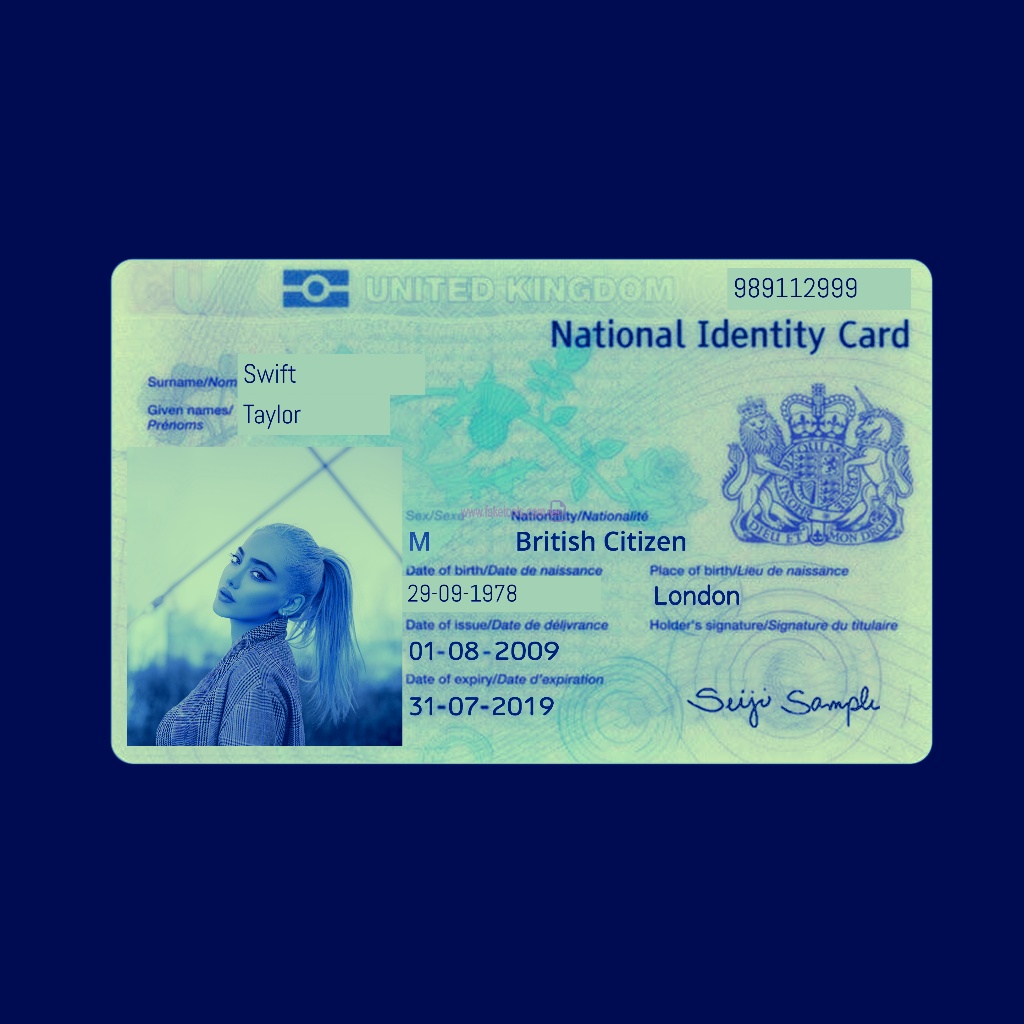 UNITED KINGDOM
989112999
National Identity Card
Surname/Nom Swift
Given names/ Taylor
Prénoms
Sex/Sexe Nationality/Nationalité
M British Citizen
Date of birth/Date de naissance Place of birth/Lieu de naissance
29-09-1978 London
Date of issue/Date de délivrance Holder's signature/Signature du titulaire
01-08-2009
Date of expiry/Date d'expiration
31-07-2019 Seiji Sample
DIEU ET MON DROIT